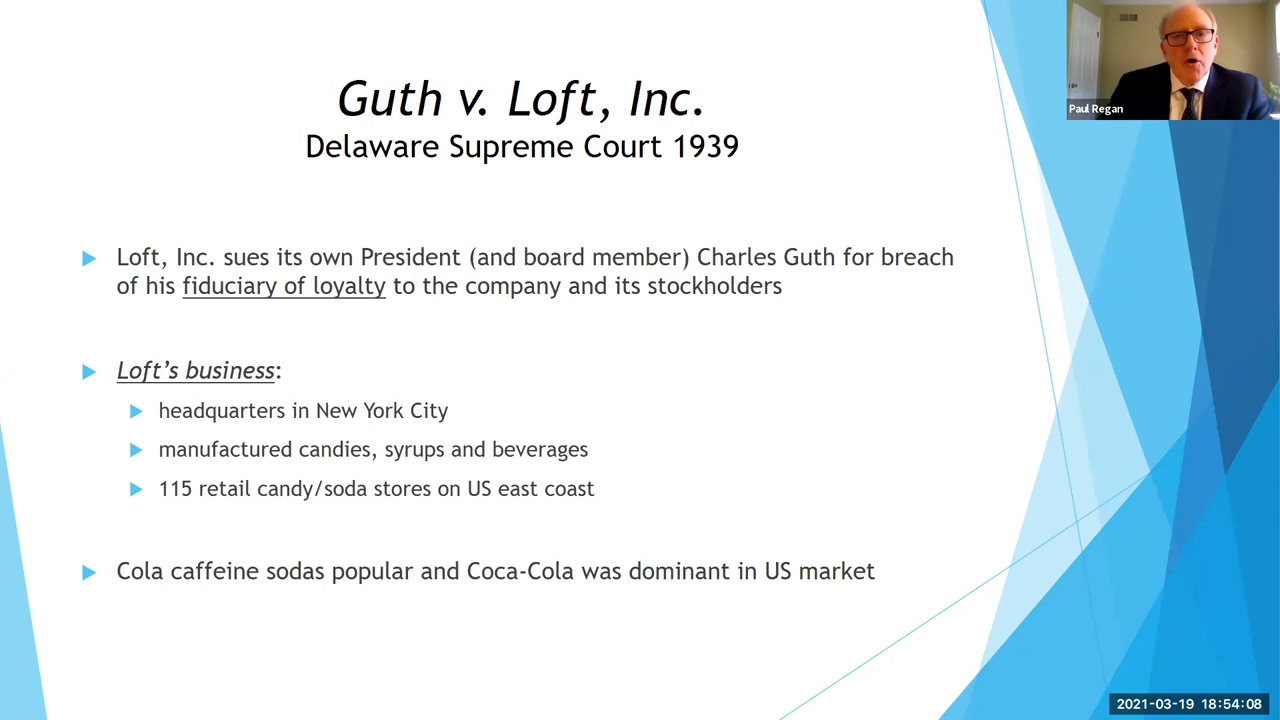 Guth v. Loft, Inc.
Delaware Supreme Court 1939
Paul Regan
Loft, Inc. sues its own President (and board member) Charles Guth for breach
of his fiduciary of loyalty to the company and its stockholders
Loft’s business:
headquarters in New York City
manufactured candies, syrups and beverages
115 retail candy/soda stores on US east coast
Cola caffeine sodas popular and Coca-Cola was dominant in US market
2021-03-19 18:54:08